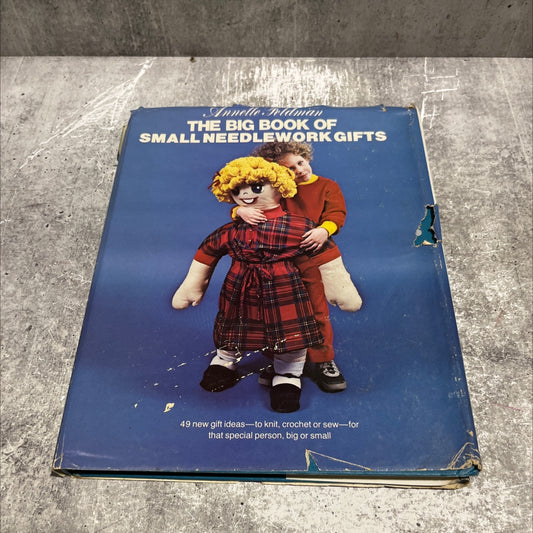 Annette Feldman
THE BIG BOOK OF
SMALL NEEDLEWORK GIFTS
49 new gift ideas—to knit, crochet or sew—for
that special person, big or small